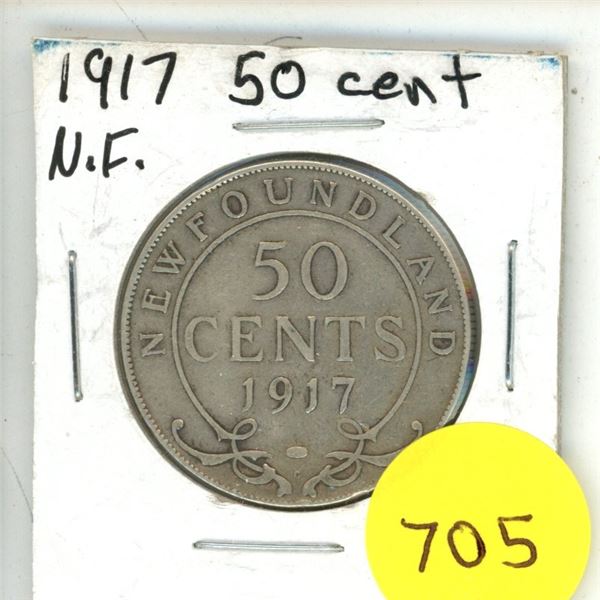 1917 50 cent
N.F.
NEWFOUNDLAND
50
CENTS
1917
705